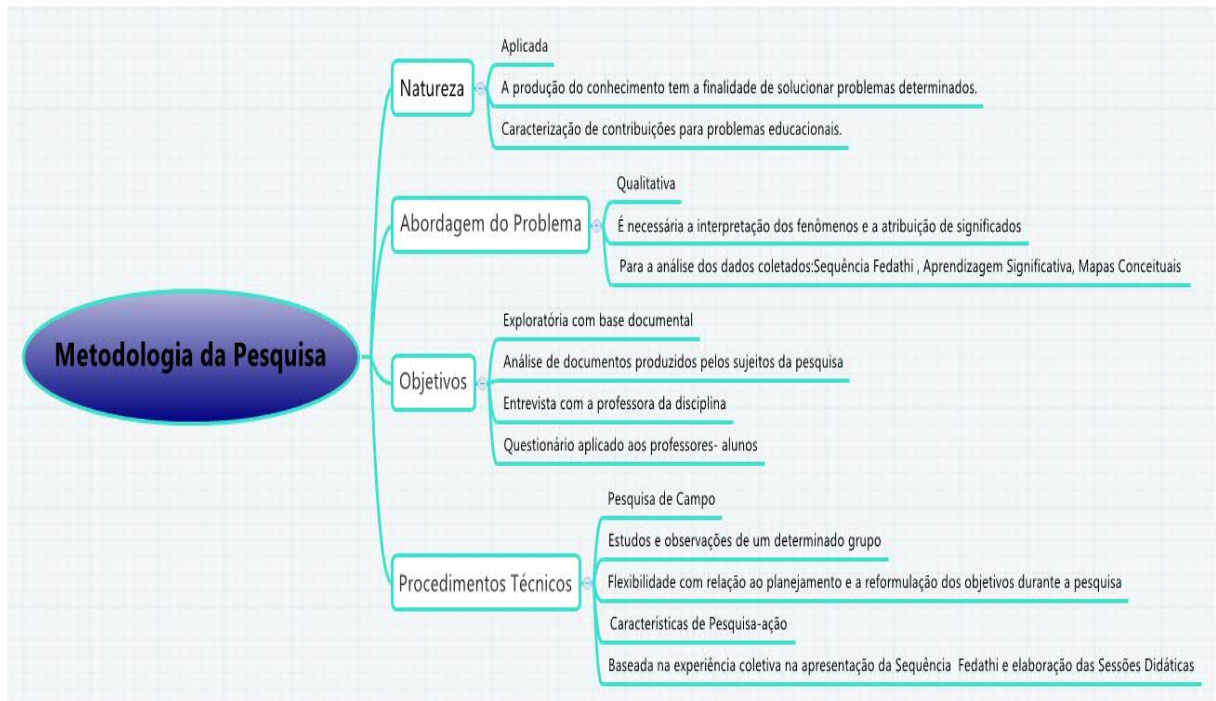 Metodologia da Pesquisa
Natureza
Aplicada
A produção do conhecimento tem a finalidade de solucionar problemas determinados.
Caracterização de contribuições para problemas educacionais.
Abordagem do Problema
Qualitativa
É necessária a interpretação dos fenômenos e a atribuição de significados
Para a análise dos dados coletados:Sequência Fedathi , Aprendizagem Significativa, Mapas Conceituais
Objetivos
Exploratória com base documental
Análise de documentos produzidos pelos sujeitos da pesquisa
Entrevista com a professora da disciplina
Questionário aplicado aos professores- alunos
Procedimentos Técnicos
Pesquisa de Campo
Estudos e observações de um determinado grupo
Flexibilidade com relação ao planejamento e a reformulação dos objetivos durante a pesquisa
Características de Pesquisa-ação
Baseada na experiência coletiva na apresentação da Sequência Fedathi e elaboração das Sessões Didáticas